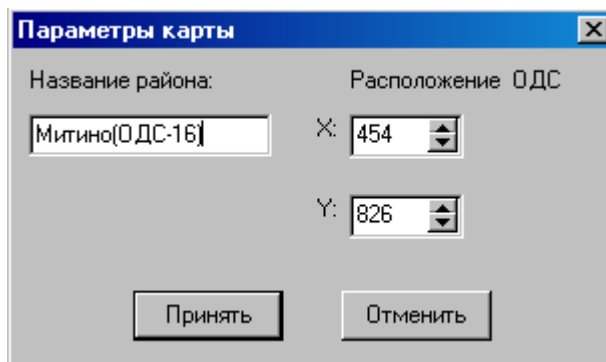 Параметры карты
Название района:
Расположение ОДС
Митино(ОДС-16)
X: 454
Y: 826
Принять
Отменить